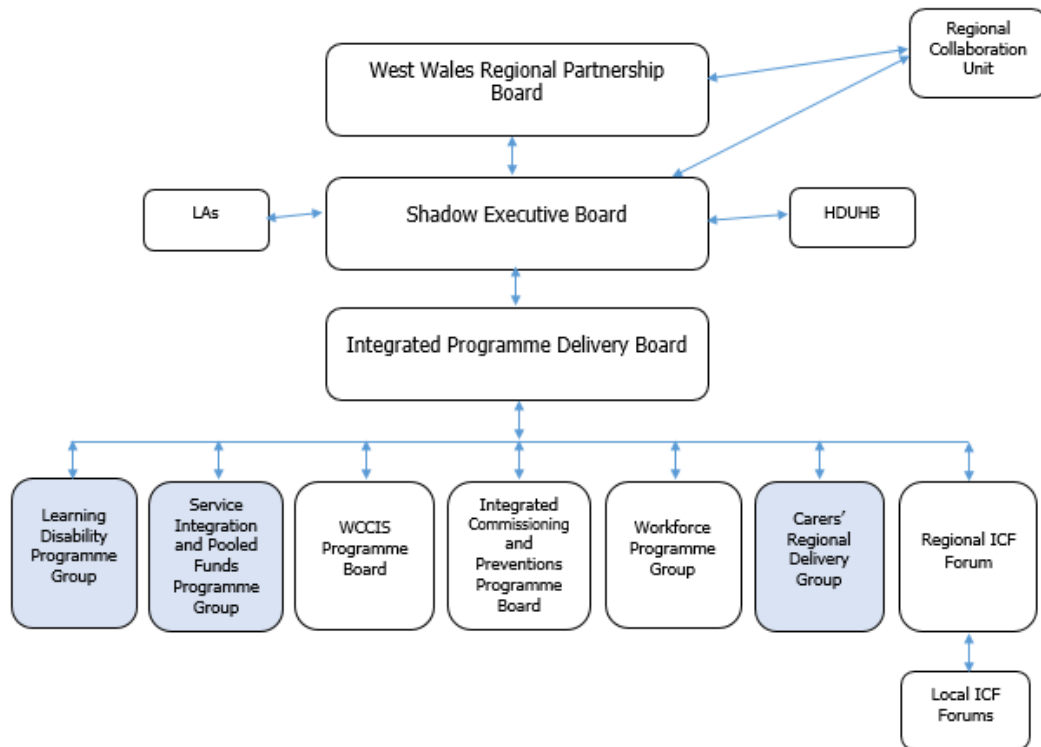 Regional
Collaboration
Unit
West Wales Regional Partnership
Board
LAs
Shadow Executive Board
HDUHB
Integrated Programme Delivery Board
Learning
Disability
Programme
Group
Service
Integration
and Pooled
Funds
Programme
Group
WCCIS
Programme
Board
Integrated
Commissioning
and
Preventions
Programme
Board
Workforce
Programme
Group
Carers’
Regional
Delivery
Group
Regional ICF
Forum
Local ICF
Forums